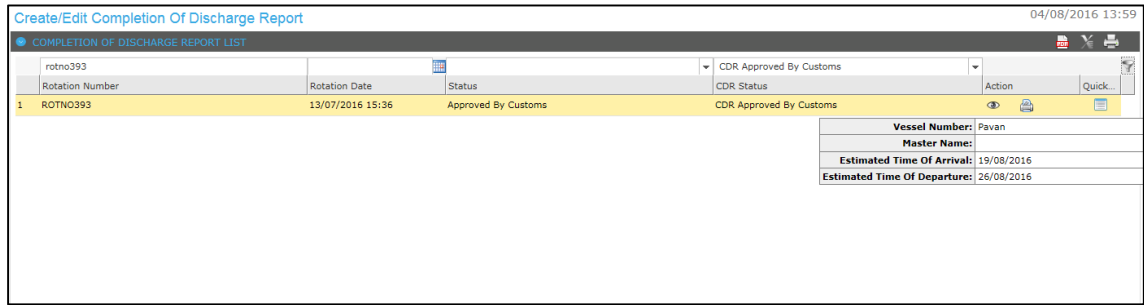 Create/Edit Completion Of Discharge Report 04/08/2016 13:59
COMPLETION OF DISCHARGE REPORT LIST PDF
rotno393 CDR Approved By Customs
Rotation Number Rotation Date Status CDR Status Action Quick...
1 ROTNO393 13/07/2016 15:36 Approved By Customs CDR Approved By Customs
Vessel Number: Pavan
Master Name:
Estimated Time Of Arrival: 19/08/2016
Estimated Time Of Departure: 26/08/2016